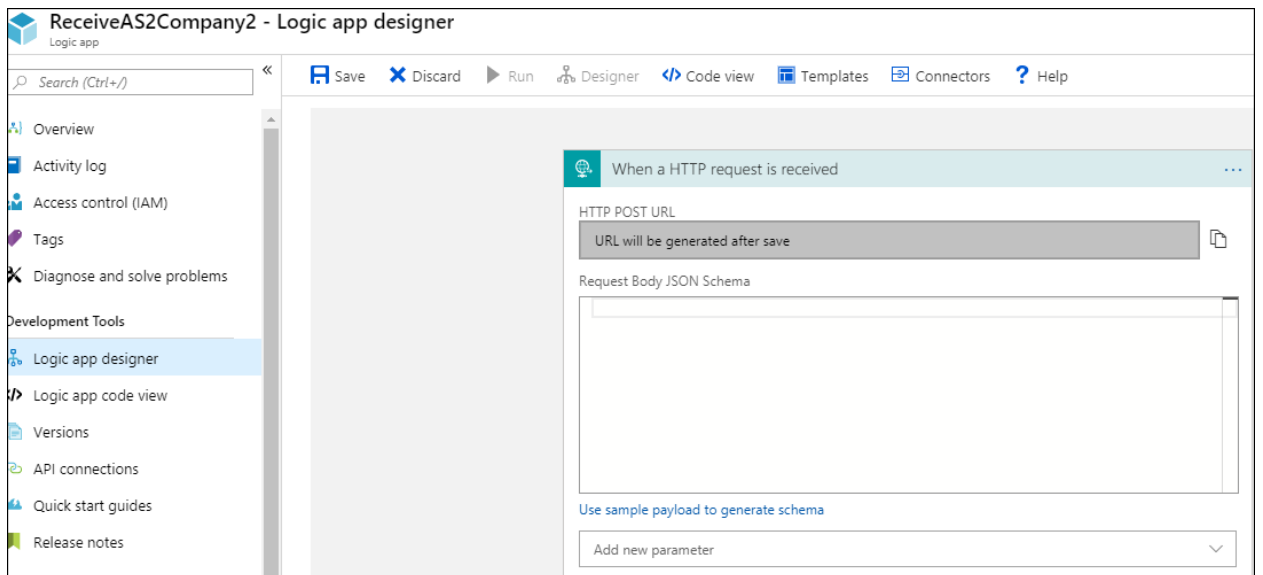 ReceiveAS2Company2 - Logic app designer
Logic app
Search (Ctrl+/)
«
Save Discard Run Designer Code view Templates Connectors ? Help
Overview
Activity log
Access control (IAM)
Tags
Diagnose and solve problems
Development Tools
Logic app designer
Logic app code view
Versions
API connections
Quick start guides
Release notes
When a HTTP request is received ...
HTTP POST URL
URL will be generated after save
Request Body JSON Schema
Use sample payload to generate schema
Add new parameter